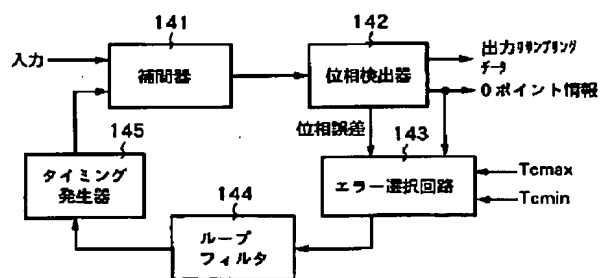 141
142
入力
補間器
位相検出器
出力リサンプリング
データ
0ポイント情報
位相誤差
143
145
タイミング
発生器
エラー選択回路
Tcmax
Tcmin
144
ループ
フィルタ